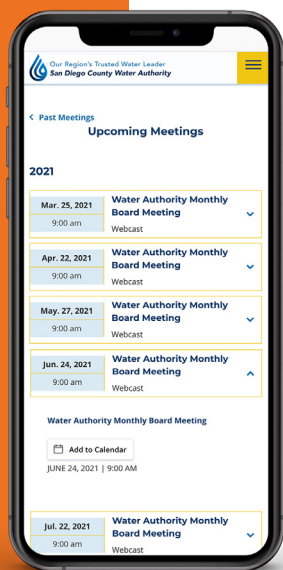 Our Region's Trusted Water Leader
San Diego County Water Authority
< Past Meetings
Upcoming Meetings
2021
Mar. 25, 2021
9:00 am
Water Authority Monthly
Board Meeting
Webcast
Apr. 22, 2021
9:00 am
Water Authority Monthly
Board Meeting
Webcast
May. 27, 2021
9:00 am
Water Authority Monthly
Board Meeting
Webcast
Jun. 24, 2021
9:00 am
Water Authority Monthly
Board Meeting
Webcast
Water Authority Monthly Board Meeting
Add to Calendar
JUNE 24, 2021 | 9:00 AM
Jul. 22, 2021
9:00 am
Water Authority Monthly
Board Meeting
Webcast